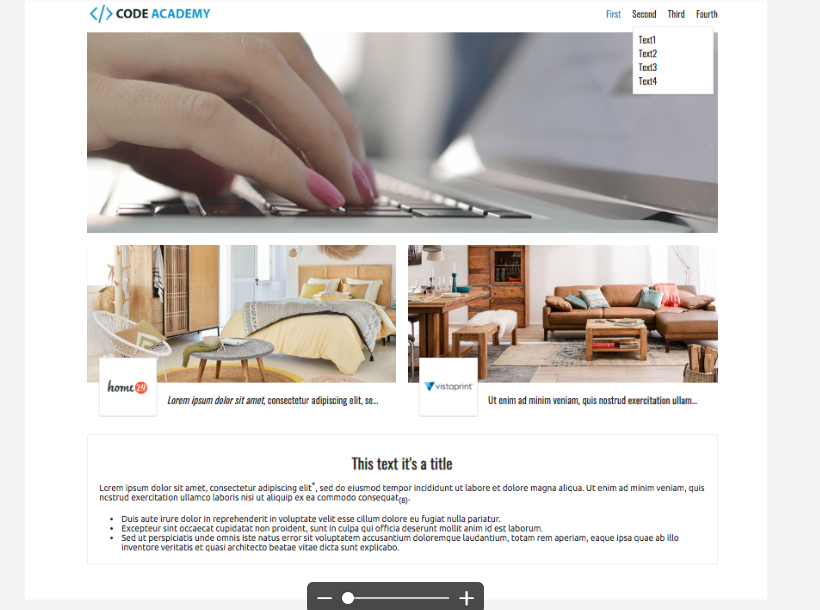 </> CODE ACADEMY
First Second Third Fourth
Text1
Text2
Text3
Text4
home24
Lorem ipsum dolor sit amet, consectetur adipiscing elit, se...
vistaprint
Ut enim ad minim veniam, quis nostrud exercitation ullam...
This text it's a title
Lorem ipsum dolor sit amet, consectetur adipiscing elit*, sed do eiusmod tempor incididunt ut labore et dolore magna aliqua. Ut enim ad minim veniam, quis
nostrud exercitation ullamco laboris nisi ut aliquip ex ea commodo consequat(8).
• Duis aute irure dolor in reprehenderit in voluptate velit esse cillum dolore eu fugiat nulla pariatur.
• Excepteur sint occaecat cupidatat non proident, sunt in culpa qui officia deserunt mollit anim id est laborum.
• Sed ut perspiciatis unde omnis iste natus error sit voluptatem accusantium doloremque laudantium, totam rem aperiam, eaque ipsa quae ab illo
inventore veritatis et quasi architecto beatae vitae dicta sunt explicabo.